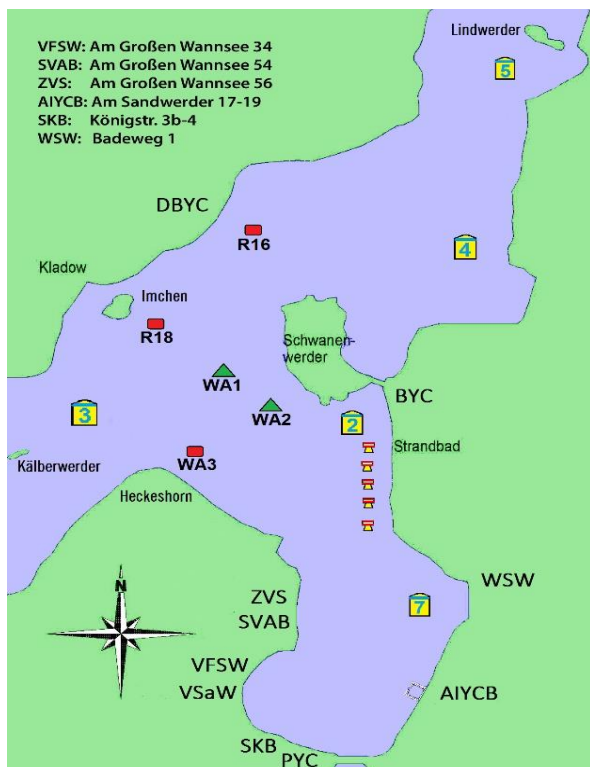 Lindwerder
VFSW: Am Großen Wannsee 34
SVAB: Am Großen Wannsee 54
ZVS: Am Großen Wannsee 56
AIYCB: Am Sandwerder 17-19
SKB: Königstr. 3b-4
WSW: Badeweg 1
5
DBYC
R16
4
Kladow
Imchen
R18
Schwanen-
werder
WA1
BYC
3
WA2
2
Strandbad
Kälberwerder
WA3
Heckeshorn
N
WSW
ZVS
7
SVAB
VFSW
VSaW
AIYCB
SKB
PYC